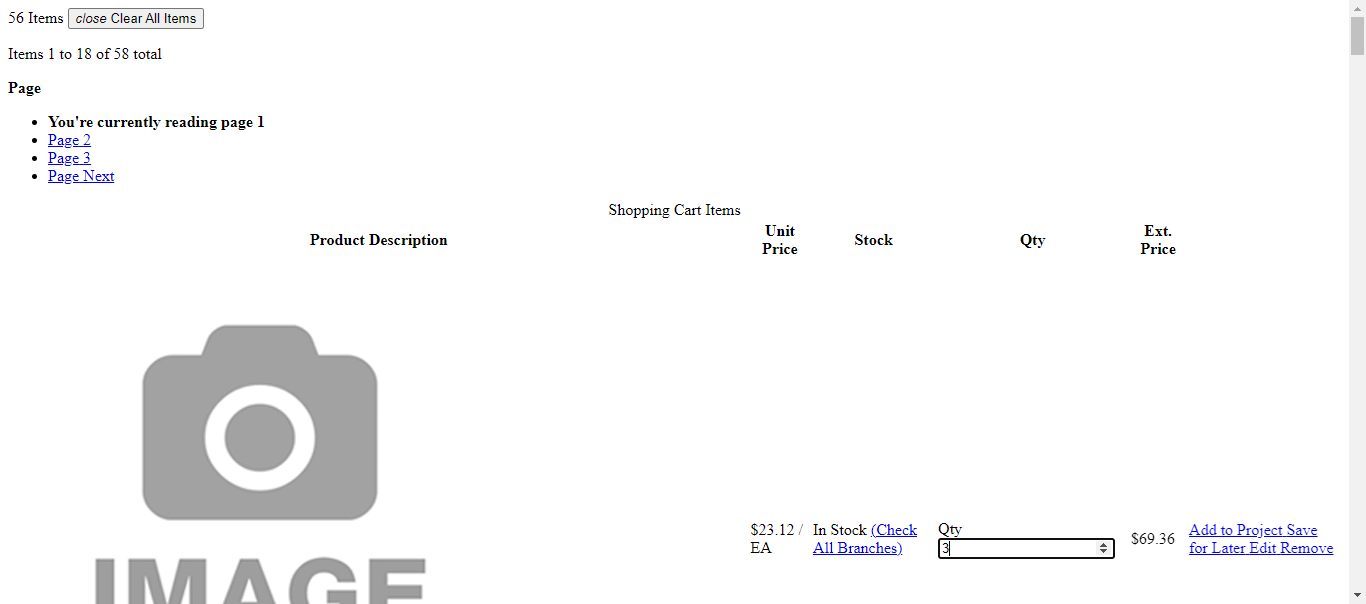 56 Items close Clear All Items
Items 1 to 18 of 58 total
Page
You're currently reading page 1
Page 2
Page 3
Page Next
Shopping Cart Items
Product Description Unit Price Stock Qty Ext. Price
IMAGE
$23.12 / EA
In Stock (Check All Branches)
Qty
3
$69.36
Add to Project Save
for Later Edit Remove